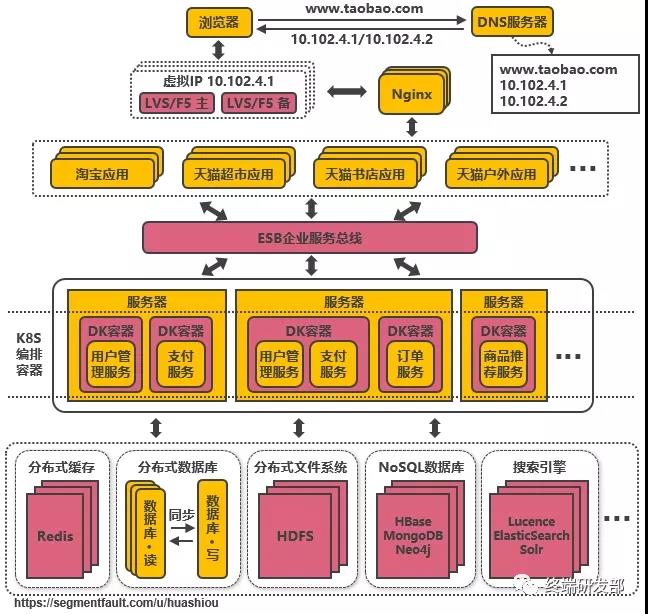 浏览器
www.taobao.com
DNS服务器
10.102.4.1/10.102.4.2
www.taobao.com
10.102.4.1
10.102.4.2
虚拟IP 10.102.4.1
LVS/F5 主
LVS/F5 备
Nginx
淘宝应用
天猫超市应用
天猫书店应用
天猫户外应用
ESB企业服务总线
K8S
编排
容器
服务器
DK容器
用户管
理服务
DK容器
支付
服务
服务器
DK容器
用户管
理服务
支付
服务
DK容器
订单
服务
服务器
DK容器
商品推
荐服务
分布式缓存
Redis
分布式数据库
数据库·读
同步
数据库·写
分布式文件系统
HDFS
NoSQL数据库
HBase
MongoDB
Neo4j
搜索引擎
Lucence
ElasticSearch
Solr
https://segmentfault.com/u/huashiou
终端研发部